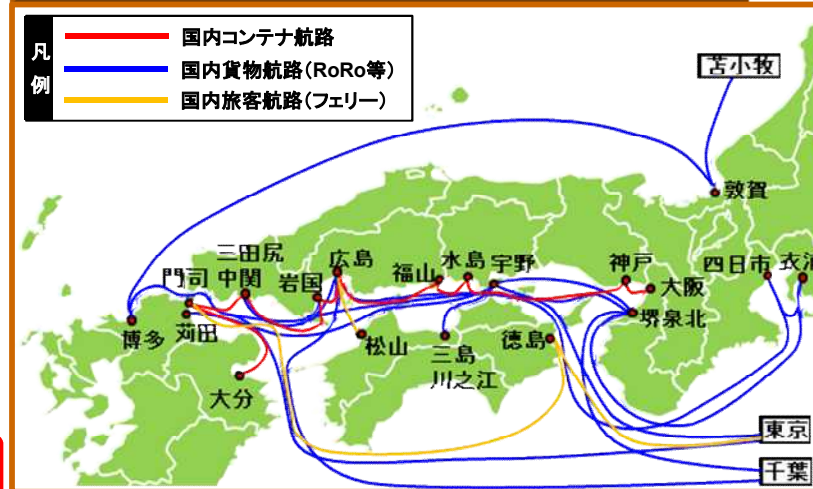 凡例
国内コンテナ航路
国内貨物航路(RoRo等)
国内旅客航路(フェリー)
苫小牧
敦賀
三田尻
中関
門司
岩国
広島
福山
水島
宇野
神戸
大阪
四日市
博多
苅田
大分
松山
三島
川之江
徳島
堺泉北
東京
千葉